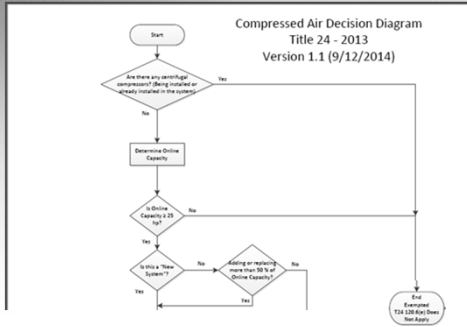 Compressed Air Decision Diagram
Title 24 - 2013
Version 1.1 (9/12/2014)
Start
Are there any centrifugal
compressors? (Being installed or
already installed in the system)
Yes
No
Determine Online
Capacity
Is Online
Capacity ≥ 25
hp?
No
Yes
Is this a "New
System"?
No
Adding or replacing
more than 50 % of
Online Capacity?
No
Yes
Yes
End
Exempted
T24 120.6(e) Does
Not Apply